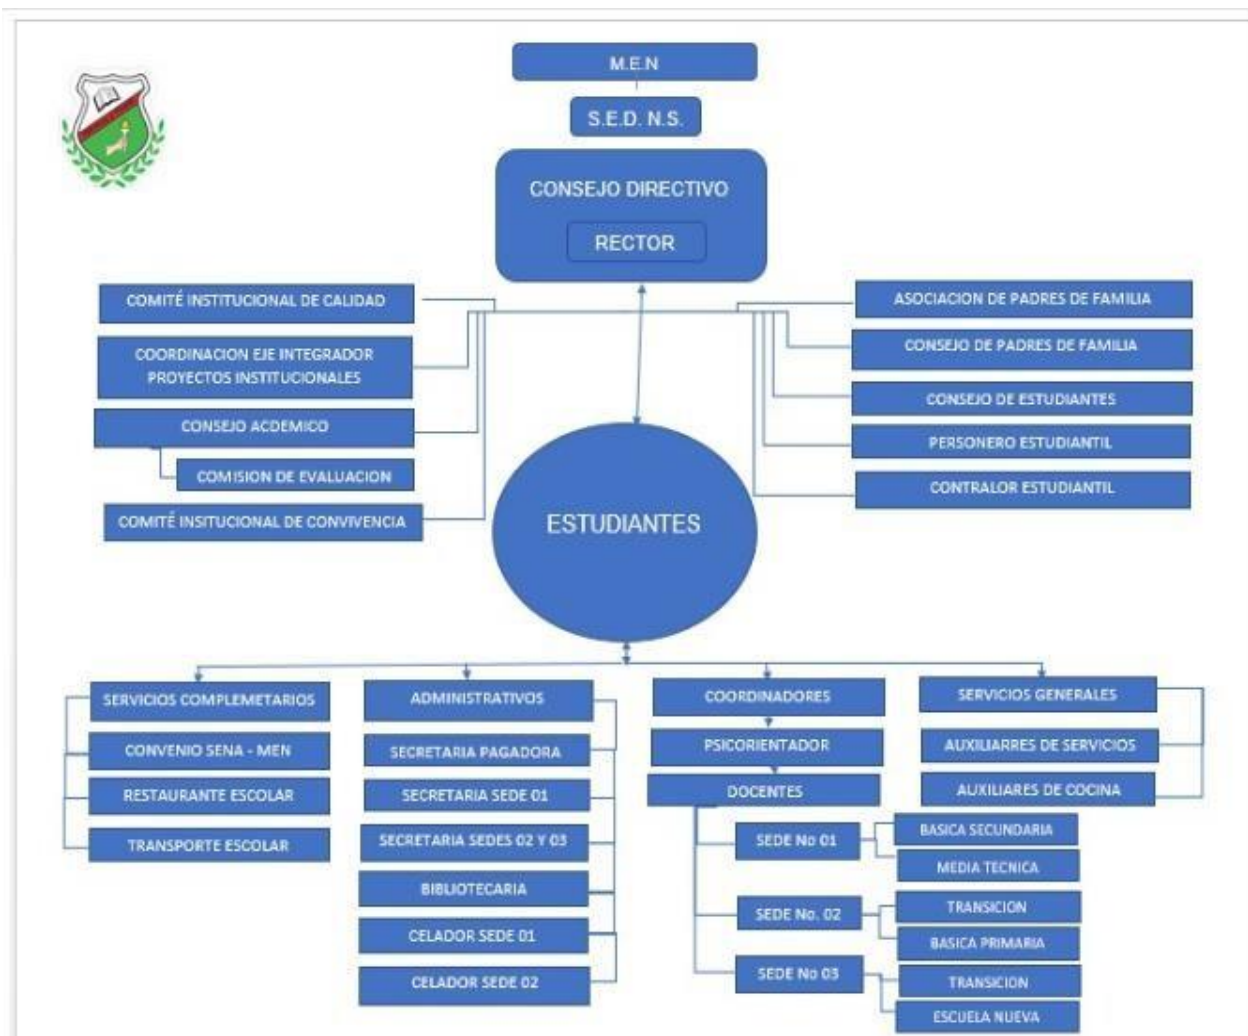 M.E.N
S.E.D. N.S.
CONSEJO DIRECTIVO
RECTOR
COMITÉ INSTITUCIONAL DE CALIDAD
COORDINACION EJE INTEGRADOR
PROYECTOS INSTITUCIONALES
CONSEJO ACDEMICO
COMISION DE EVALUACION
COMITÉ INSITUCIONAL DE CONVIVENCIA
ASOCIACION DE PADRES DE FAMILIA
CONSEJO DE PADRES DE FAMILIA
CONSEJO DE ESTUDIANTES
PERSONERO ESTUDIANTIL
CONTRALOR ESTUDIANTIL
ESTUDIANTES
SERVICIOS COMPLEMETARIOS
CONVENIO SENA - MEN
RESTAURANTE ESCOLAR
TRANSPORTE ESCOLAR
ADMINISTRATIVOS
SECRETARIA PAGADORA
SECRETARIA SEDE 01
SECRETARIA SEDES 02 Y 03
BIBLIOTECARIA
CELADOR SEDE 01
CELADOR SEDE 02
COORDINADORES
PSICORIENTADOR
DOCENTES
SEDE No 01
BASICA SECUNDARIA
MEDIA TECNICA
SEDE No. 02
TRANSICION
BASICA PRIMARIA
SEDE No 03
TRANSICION
ESCUELA NUEVA
SERVICIOS GENERALES
AUXILIARRES DE SERVICIOS
AUXILIARES DE COCINA